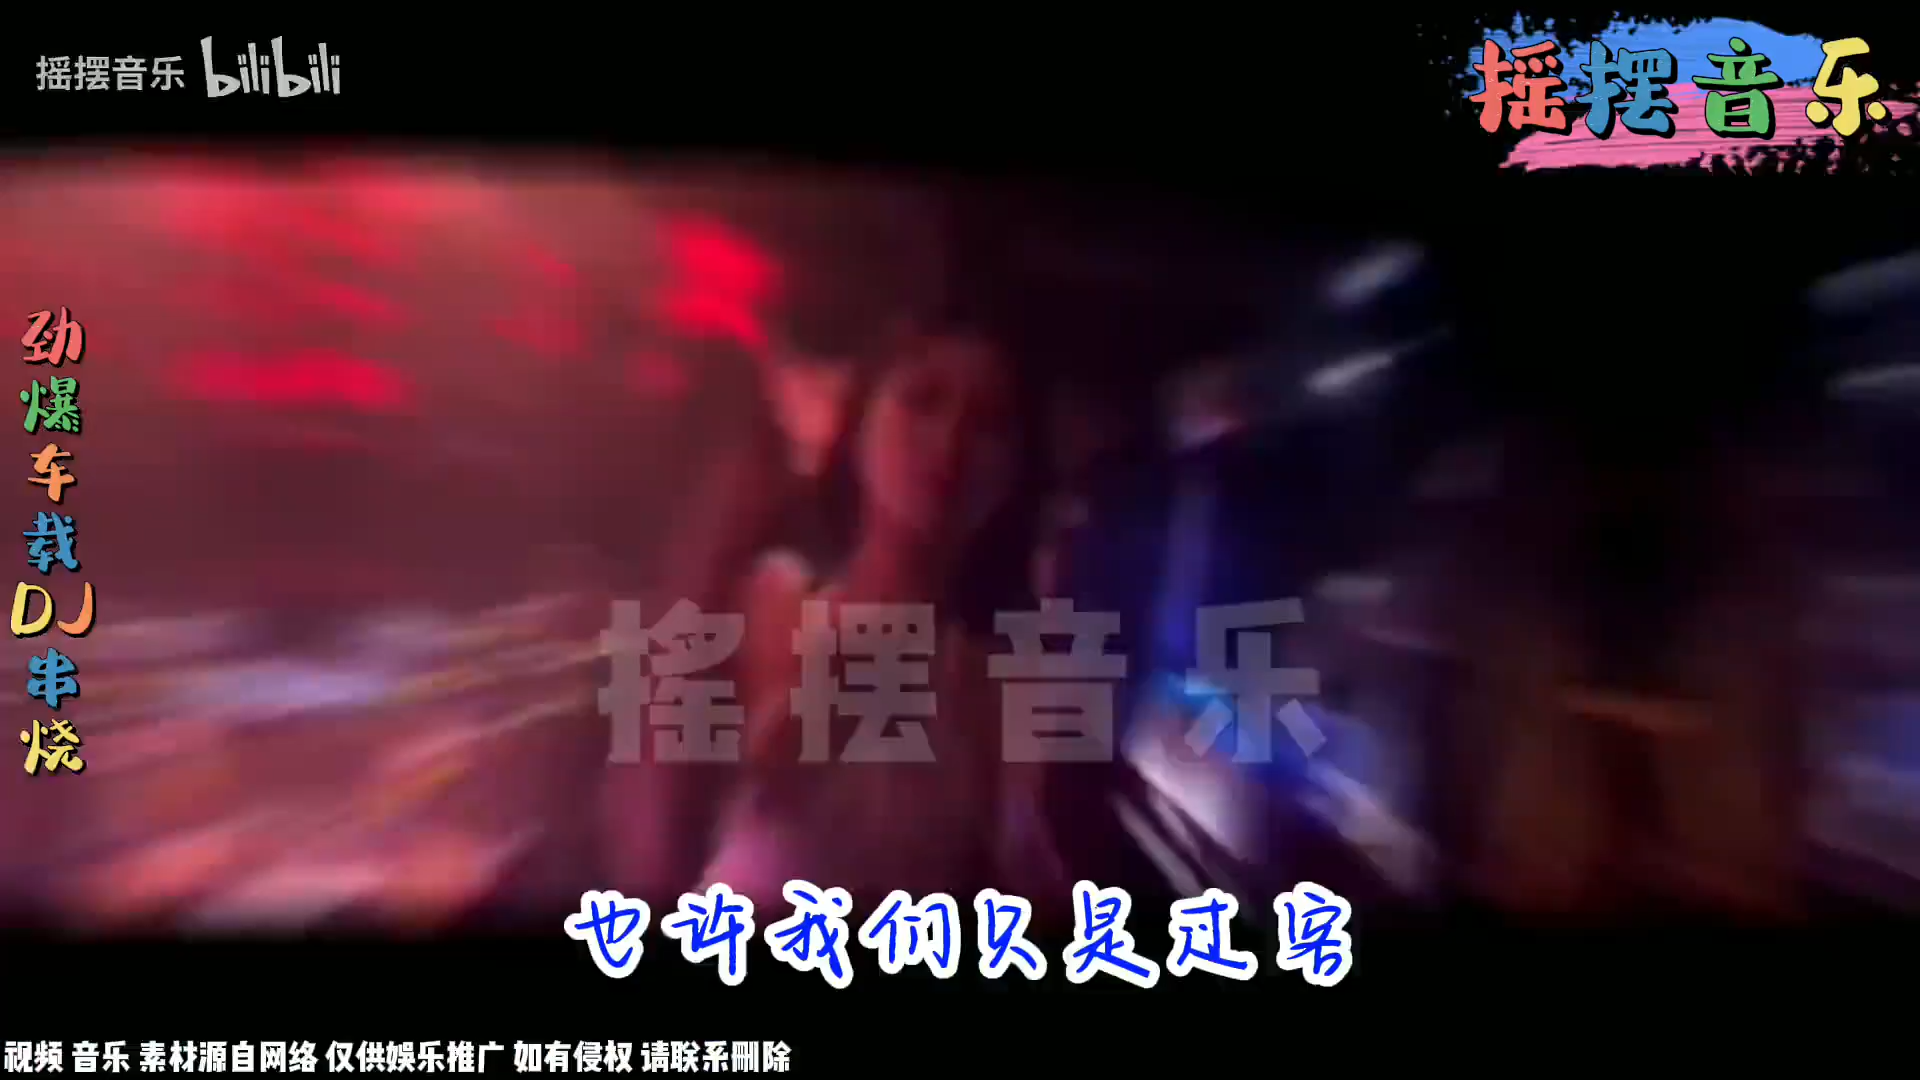 摇摆音乐 bilibili
摇摆音乐
劲爆车载DJ串烧
摇摆音乐
也许我们只是过客
视频 音乐 素材源自网络 仅供娱乐推广 如有侵权 请联系删除